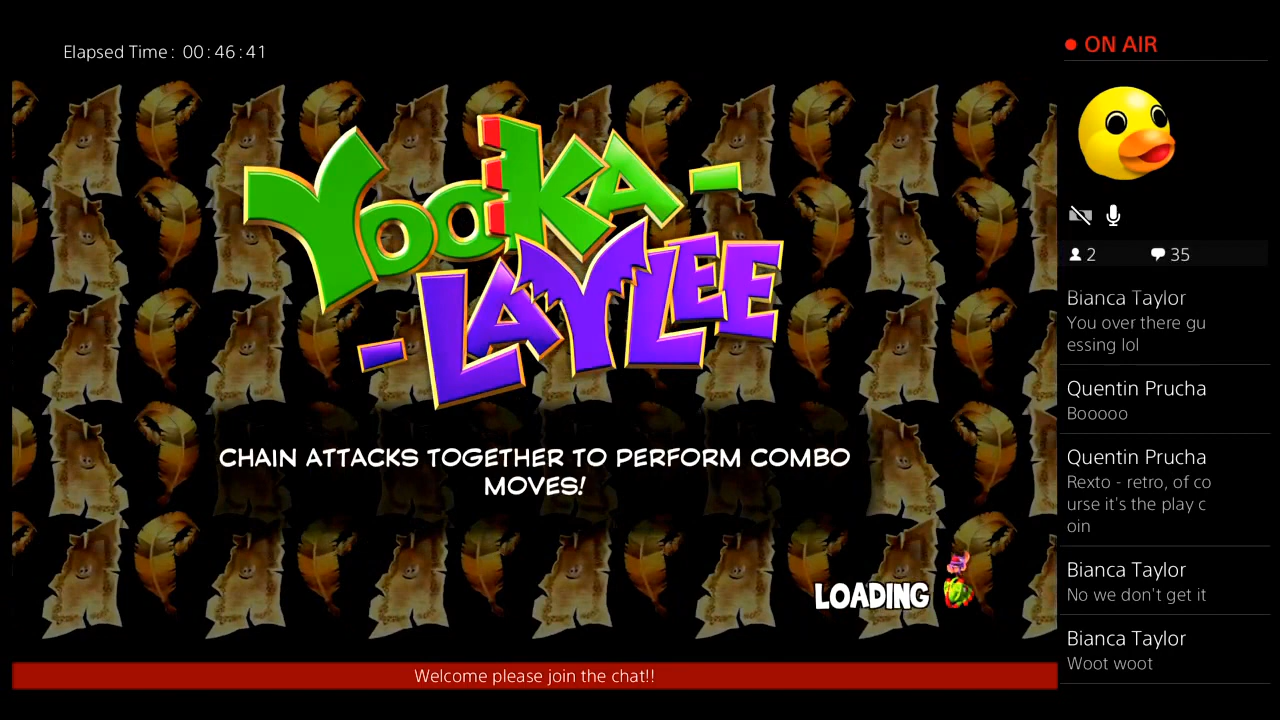 Elapsed Time: 00:46:41
ON AIR
YOOKA-
-LAYLEE
CHAIN ATTACKS TOGETHER TO PERFORM COMBO
MOVES!
LOADING
Welcome please join the chat!!
2
35
Bianca Taylor
You over there gu
essing lol
Quentin Prucha
Booooo
Quentin Prucha
Rexto - retro, of co
urse it's the play c
oin
Bianca Taylor
No we don't get it
Bianca Taylor
Woot woot